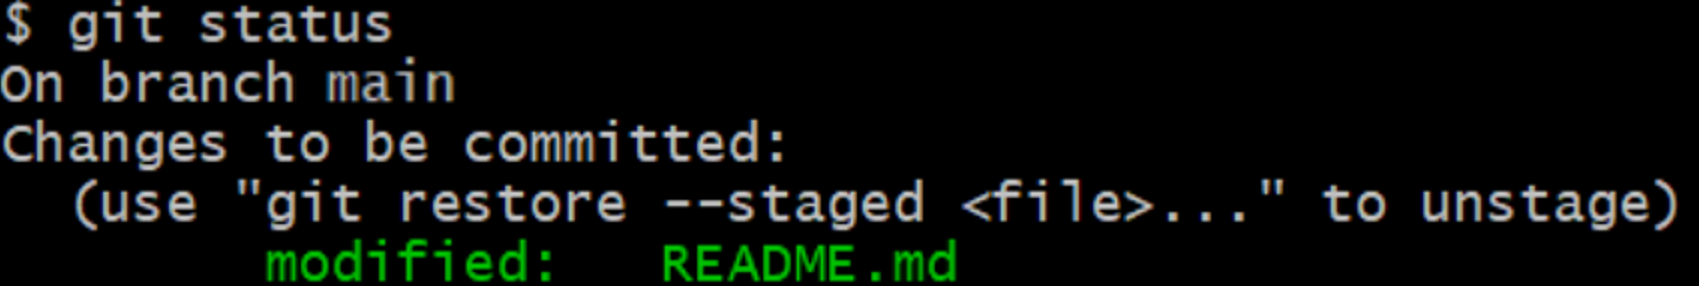 $ git status
On branch main
Changes to be committed:
  (use "git restore --staged <file>..." to unstage)
        modified:   README.md